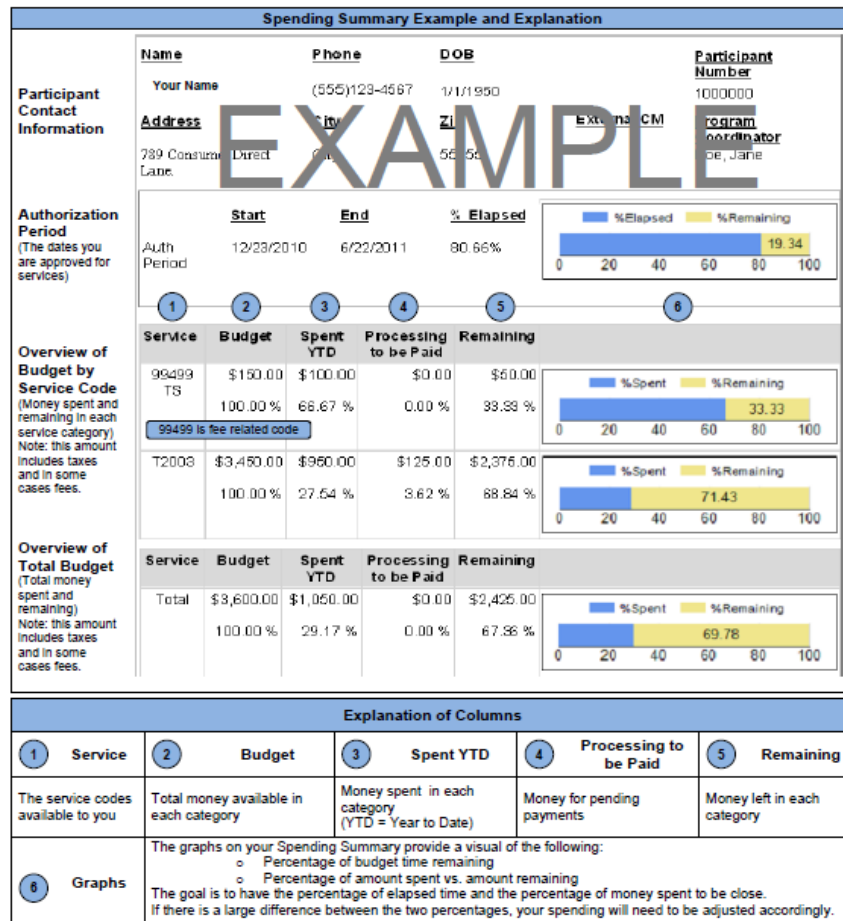 Spending Summary Example and Explanation
Participant
Contact
Information
Name Phone DOB Participant
Number
Your Name (555)123-4567 1/1/1950 1000000
Address City External CM Program
Coordinator
789 Consumer Direct
Lane. Doe, Jane
EXAMPLE
Authorization
Period
(The dates you
are approved for
services)
Start End % Elapsed
Auth
Period 12/23/2010 6/22/2011 80.66%
%Elapsed %Remaining
19.34
0 20 40 60 80 100
1 2 3 4 5 6
Overview of
Budget by
Service Code
(Money spent and
remaining in each
service category)
Note: this amount
includes taxes
and in some
cases fees.
Service Budget Spent
YTD Processing
to be Paid Remaining
99499
TS $150.00 $100.00 $0.00 $50.00
100.00 % 66.67 % 0.00 % 33.33 %
99499 is fee related code
%Spent %Remaining
33.33
0 20 40 60 80 100
T2003 $3,450.00 $950.00 $125.00 $2,375.00
100.00 % 27.54 % 3.62 % 68.84 %
%Spent %Remaining
71.43
0 20 40 60 80 100
Overview of
Total Budget
(Total money
spent and
remaining)
Note: this amount
includes taxes
and in some
cases fees.
Service Budget Spent
YTD Processing
to be Paid Remaining
Total $3,600.00 $1,050.00 $0.00 $2,425.00
100.00 % 29.17 % 0.00 % 67.36 %
%Spent %Remaining
69.78
0 20 40 60 80 100
Explanation of Columns
1 Service 2 Budget 3 Spent YTD 4 Processing to
be Paid 5 Remaining
The service codes
available to you
Total money available in
each category
Money spent in each
category
(YTD = Year to Date)
Money for pending
payments
Money left in each
category
6 Graphs
The graphs on your Spending Summary provide a visual of the following:
o Percentage of budget time remaining
o Percentage of amount spent vs. amount remaining
The goal is to have the percentage of elapsed time and the percentage of money spent to be close.
If there is a large difference between the two percentages, your spending will need to be adjusted accordingly.